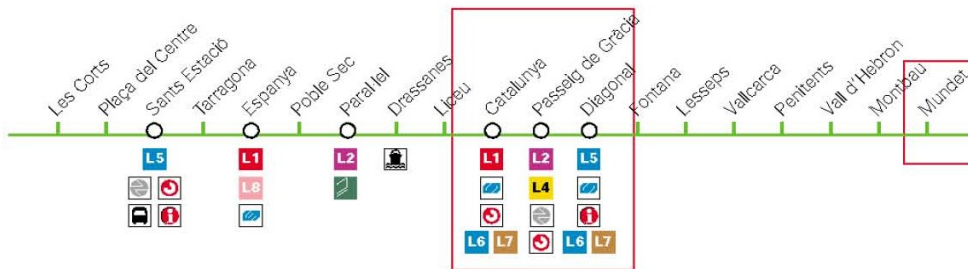 Les Corts
Plaça del Centre
Sants Estació
Tarragona
Espanya
Poble Sec
Paral·lel
Drassanes
Liceu
Catalunya
Passeig de Gràcia
Diagonal
Fontana
Lesseps
Vallcarca
Penitents
Vall d'Hebron
Montbau
Mundet
L5
L1
L8
L2
L1
L6 L7
L2
L4
L5
L6 L7